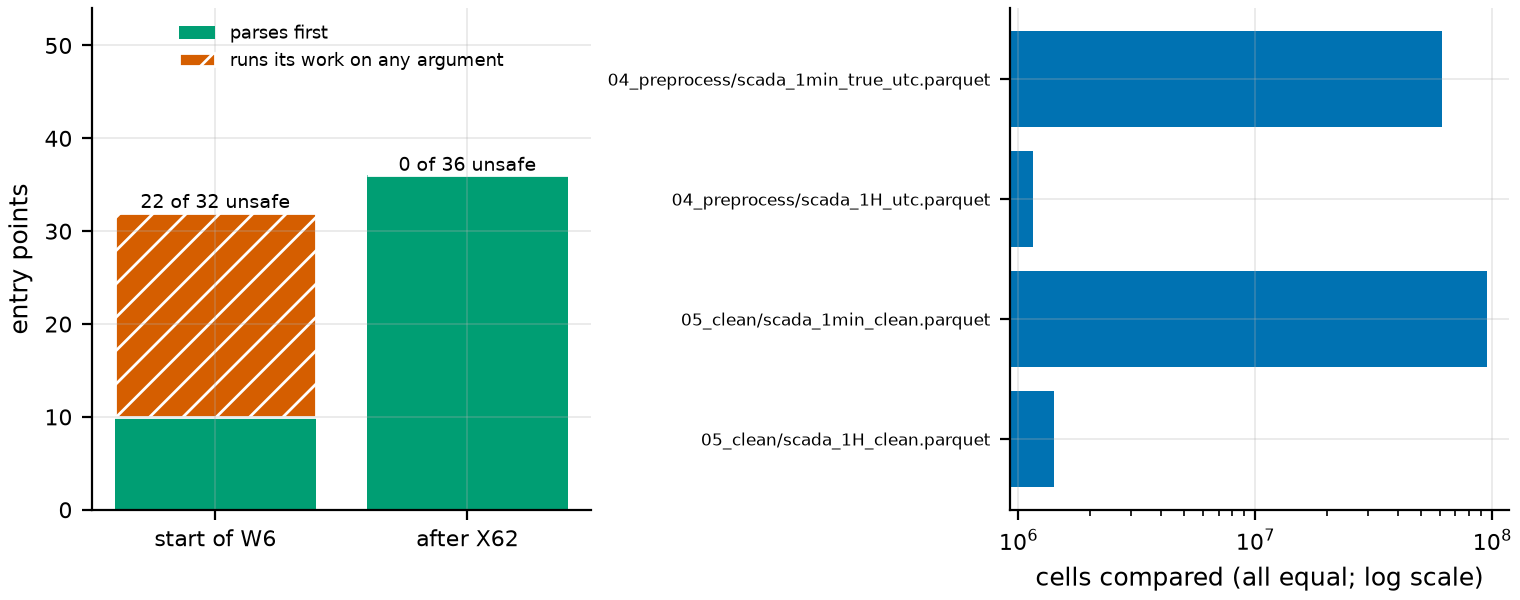 parses first
runs its work on any argument
50
40
30
20
10
0
entry points
22 of 32 unsafe
0 of 36 unsafe
start of W6
after X62
04_preprocess/scada_1min_true_utc.parquet
04_preprocess/scada_1H_utc.parquet
05_clean/scada_1min_clean.parquet
05_clean/scada_1H_clean.parquet
10⁶
10⁷
10⁸
cells compared (all equal; log scale)